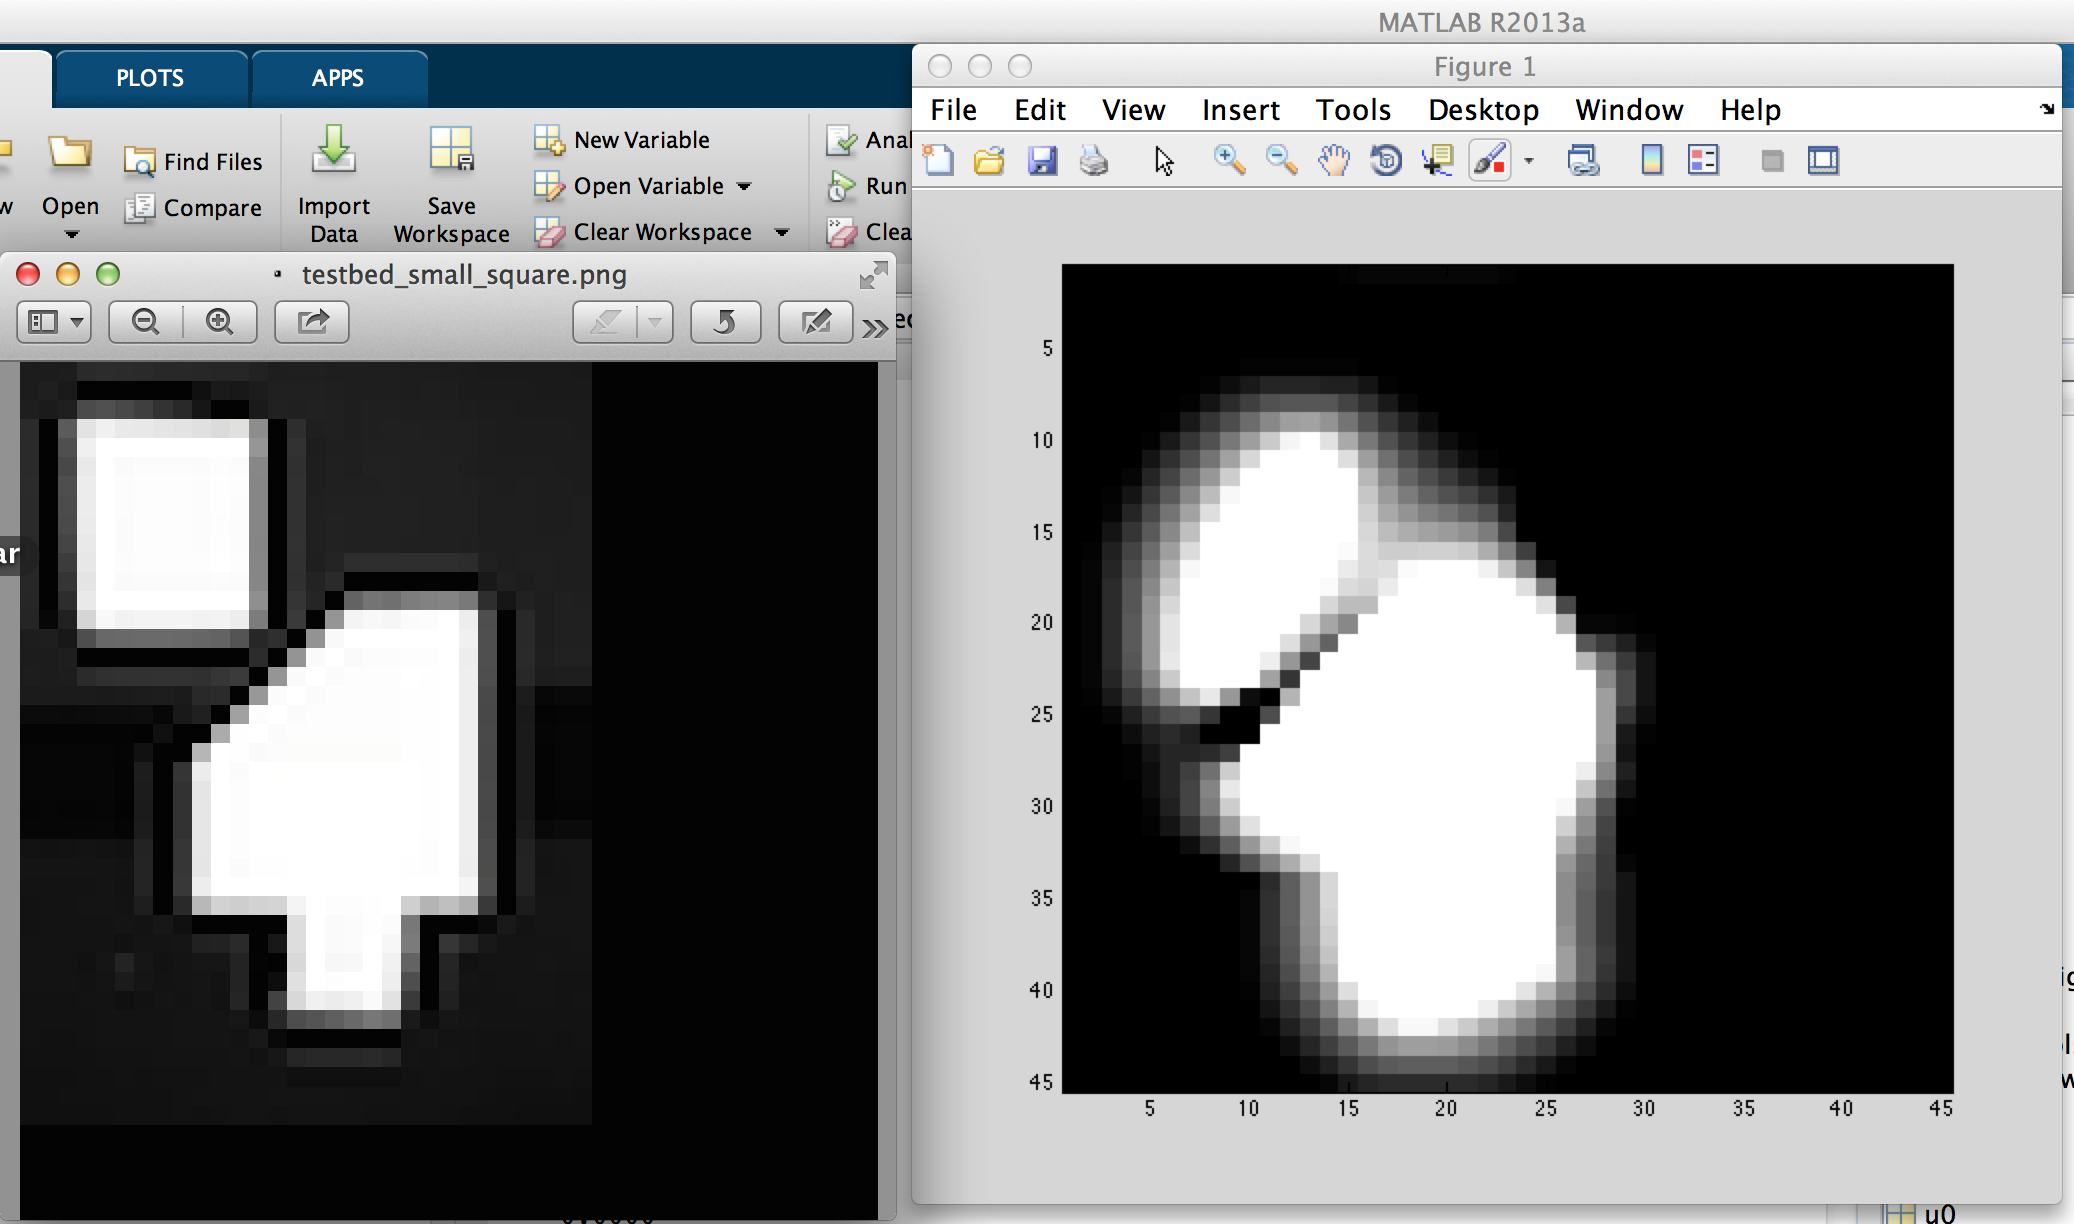 MATLAB R2013a
PLOTS APPS
Figure 1
File Edit View Insert Tools Desktop Window Help
New Variable
Find Files
Open Variable
Run
Compare
Open
Import Data
Save Workspace
Clear Workspace
testbed_small_square.png
5
10
15
20
25
30
35
40
45
5 10 15 20 25 30 35 40 45
u0